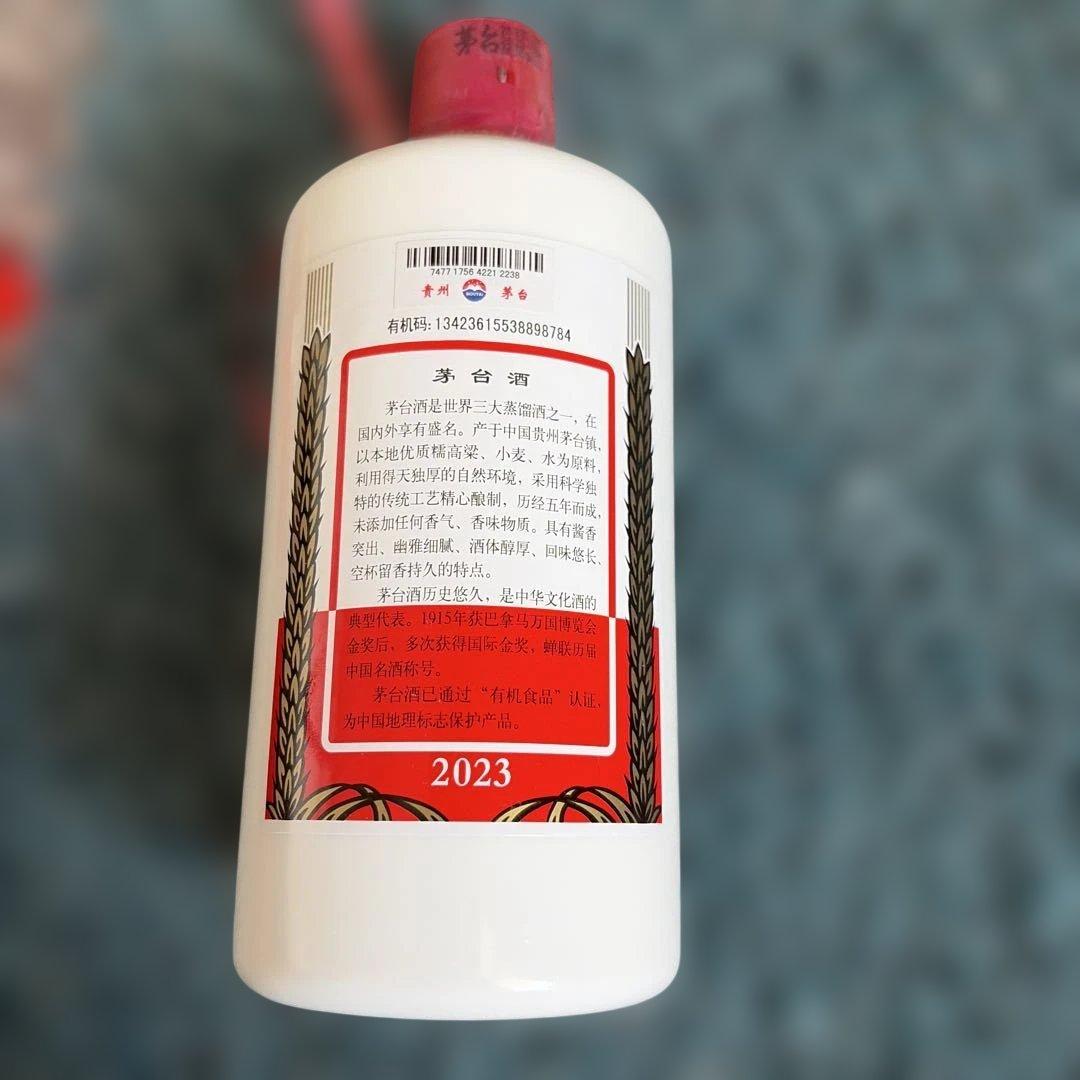 茅台
7477 1756 4221 2238
贵州 MOUTAI 茅台
有机码:13423615538898784
茅台酒
茅台酒是世界三大蒸馏酒之一，在
国内外享有盛名。产于中国贵州茅台镇，
以本地优质糯高粱、小麦、水为原料，
利用得天独厚的自然环境，采用科学独
特的传统工艺精心酿制，历经五年而成，
未添加任何香气、香味物质。具有酱香
突出、幽雅细腻、酒体醇厚、回味悠长、
空杯留香持久的特点。
茅台酒历史悠久，是中华文化酒的
典型代表。1915年获巴拿马万国博览会
金奖后，多次获得国际金奖，蝉联历届
中国名酒称号。
茅台酒已通过“有机食品”认证，
为中国地理标志保护产品。
2023